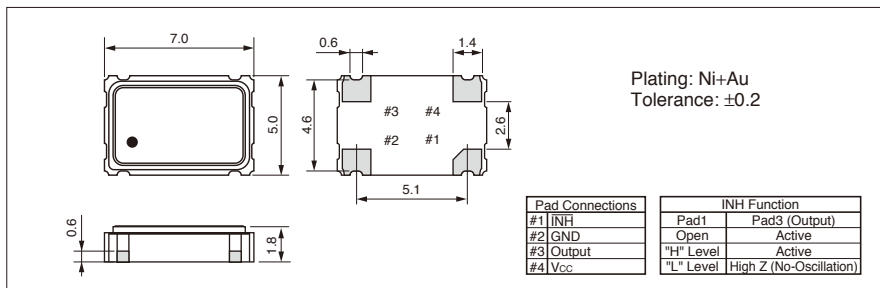 7.0
0.6
1.4
Plating: Ni+Au
Tolerance: ±0.2
5.0
4.6
#3 #4
#2 #1
2.6
5.1
0.6
1.8
Pad Connections
#1 INH
#2 GND
#3 Output
#4 Vcc
INH Function
Pad1 Pad3 (Output)
Open Active
"H" Level Active
"L" Level High Z (No-Oscillation)